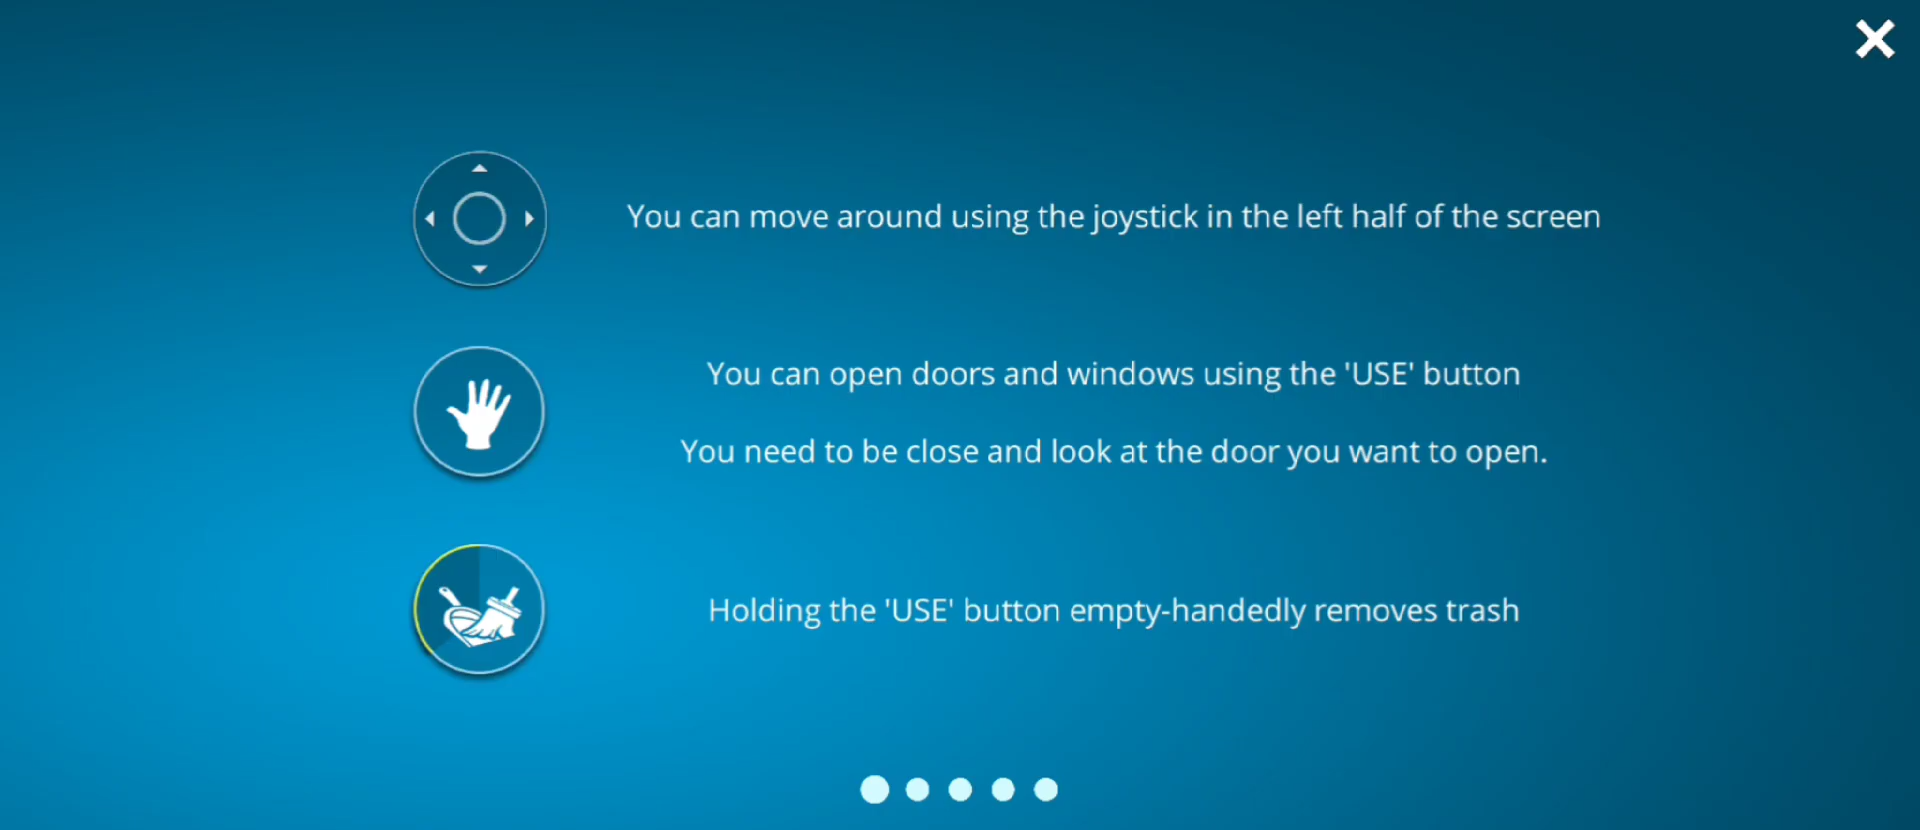 You can move around using the joystick in the left half of the screen
You can open doors and windows using the 'USE' button
You need to be close and look at the door you want to open.
Holding the 'USE' button empty-handedly removes trash